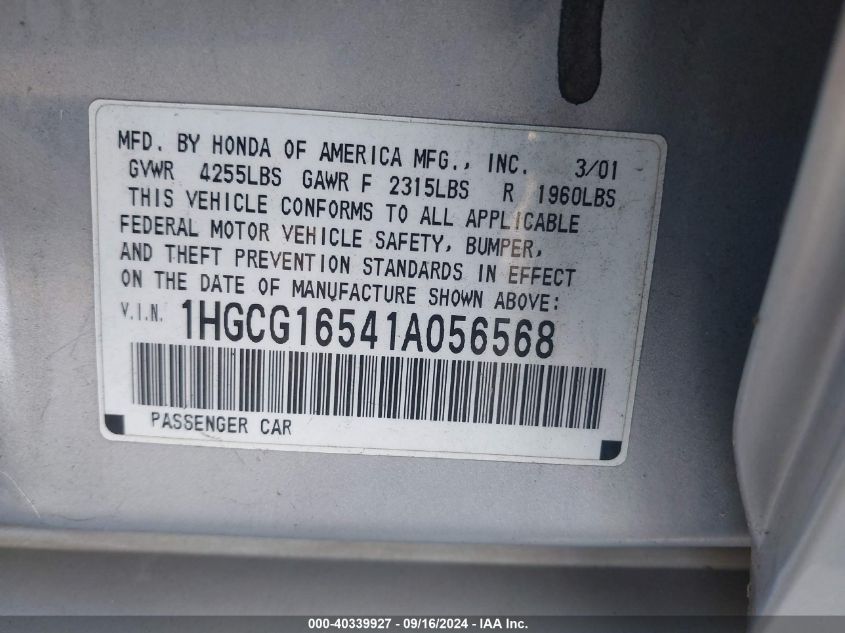 MFD. BY HONDA OF AMERICA MFG., INC. 3/01
GVWR 4255LBS GAWR F 2315LBS R 1960LBS
THIS VEHICLE CONFORMS TO ALL APPLICABLE
FEDERAL MOTOR VEHICLE SAFETY, BUMPER,
AND THEFT PREVENTION STANDARDS IN EFFECT
ON THE DATE OF MANUFACTURE SHOWN ABOVE:
V.I.N. 1HGCG16541A056568
PASSENGER CAR
000-40339927 - 09/16/2024 - IAA Inc.